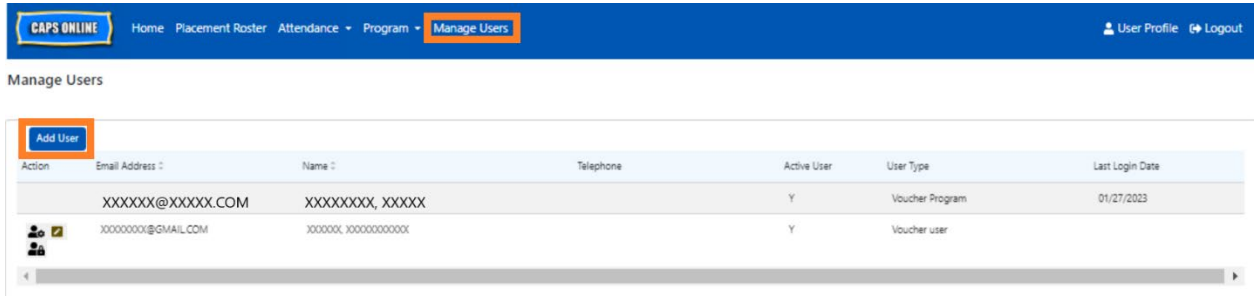 CAPS ONLINE Home Placement Roster Attendance Program Manage Users User Profile Logout
Manage Users
Add User
Action Email Address Name Telephone Active User User Type Last Login Date
XXXXXX@XXXXX.COM XXXXXXXX, XXXXX Y Voucher Program 01/27/2023
XXXXXXXX@GMAIL.COM Y Voucher user